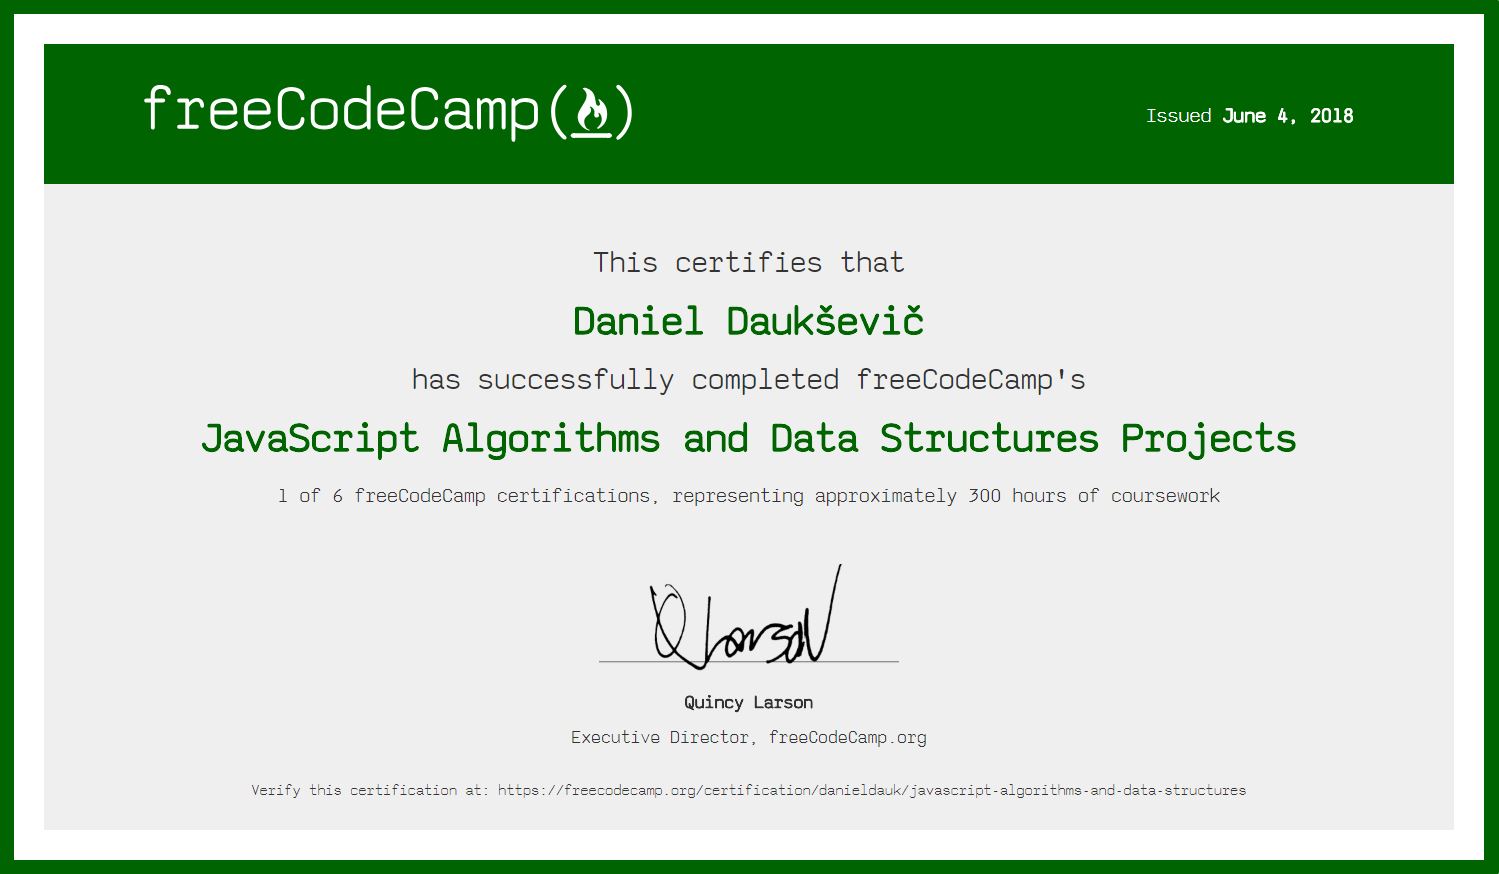 freeCodeCamp(🔥)
Issued June 4, 2018
This certifies that
Daniel Daukševič
has successfully completed freeCodeCamp's
JavaScript Algorithms and Data Structures Projects
1 of 6 freeCodeCamp certifications, representing approximately 300 hours of coursework
Q Larson
Quincy Larson
Executive Director, freeCodeCamp.org
Verify this certification at: https://freecodecamp.org/certification/danieldauk/javascript-algorithms-and-data-structures